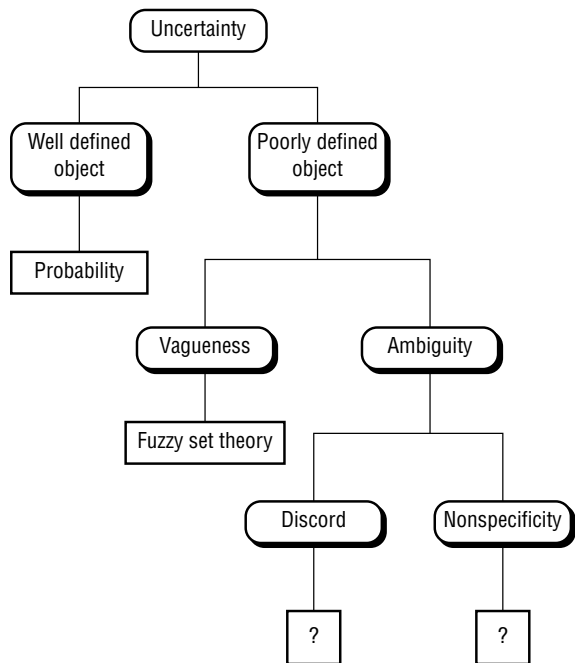 Uncertainty
Well defined
object
Poorly defined
object
Probability
Vagueness
Ambiguity
Fuzzy set theory
Discord
Nonspecificity
?
?